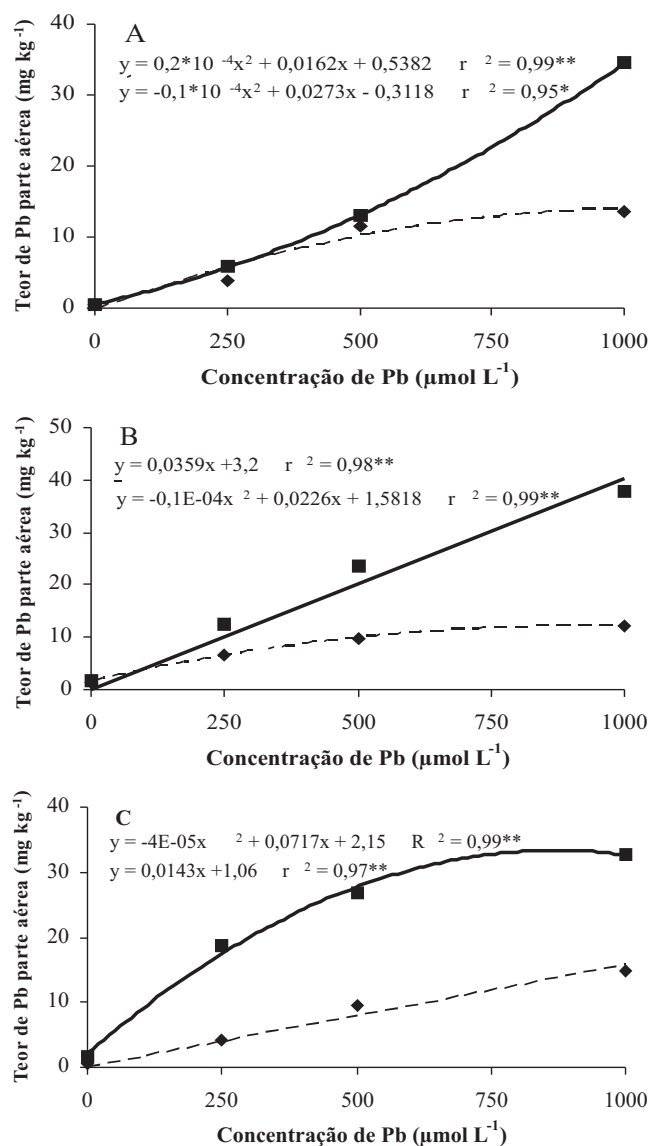 A
y = 0,2*10 -4x2 + 0,0162x + 0,5382 r 2 = 0,99**
y = -0,1*10 -4x2 + 0,0273x - 0,3118 r 2 = 0,95*
Teor de Pb parte aérea (mg kg-1)
40
30
20
10
0
0 250 500 750 1000
Concentração de Pb (µmol L-1)
B
y = 0,0359x +3,2 r 2 = 0,98**
y = -0,1E-04x 2 + 0,0226x + 1,5818 r 2 = 0,99**
Teor de Pb parte aérea (mg kg-1)
50
40
30
20
10
0
0 250 500 750 1000
Concentração de Pb (µmol L-1)
C
y = -4E-05x 2 + 0,0717x + 2,15 R 2 = 0,99**
y = 0,0143x +1,06 r 2 = 0,97**
Teor de Pb parte aérea (mg kg-1)
40
30
20
10
0
0 250 500 750 1000
Concentração de Pb (µmol L-1)